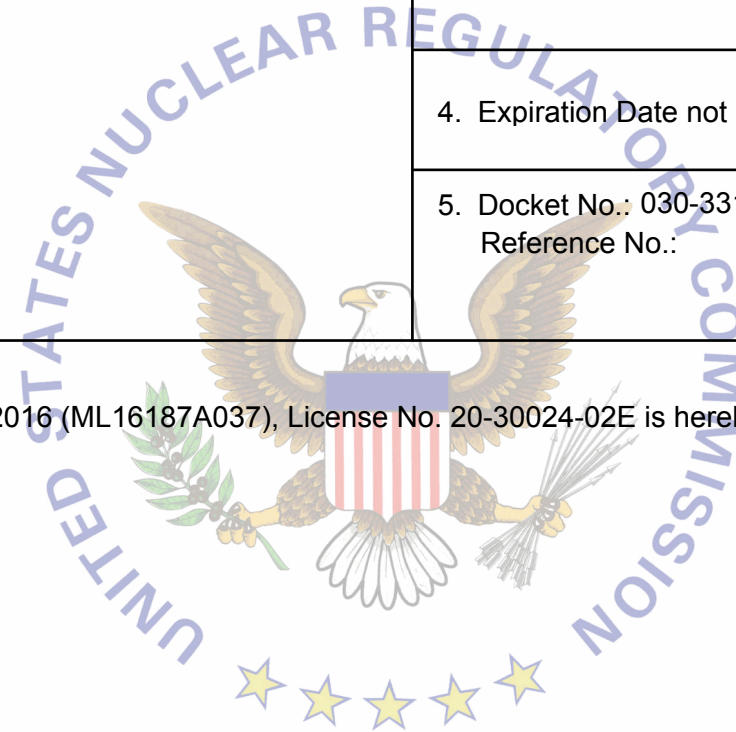 UNITED STATES NUCLEAR REGULATORY COMMISSION
4. Expiration Date not
5. Docket No.: 030-331
Reference No.:
2016 (ML16187A037), License No. 20-30024-02E is hereb